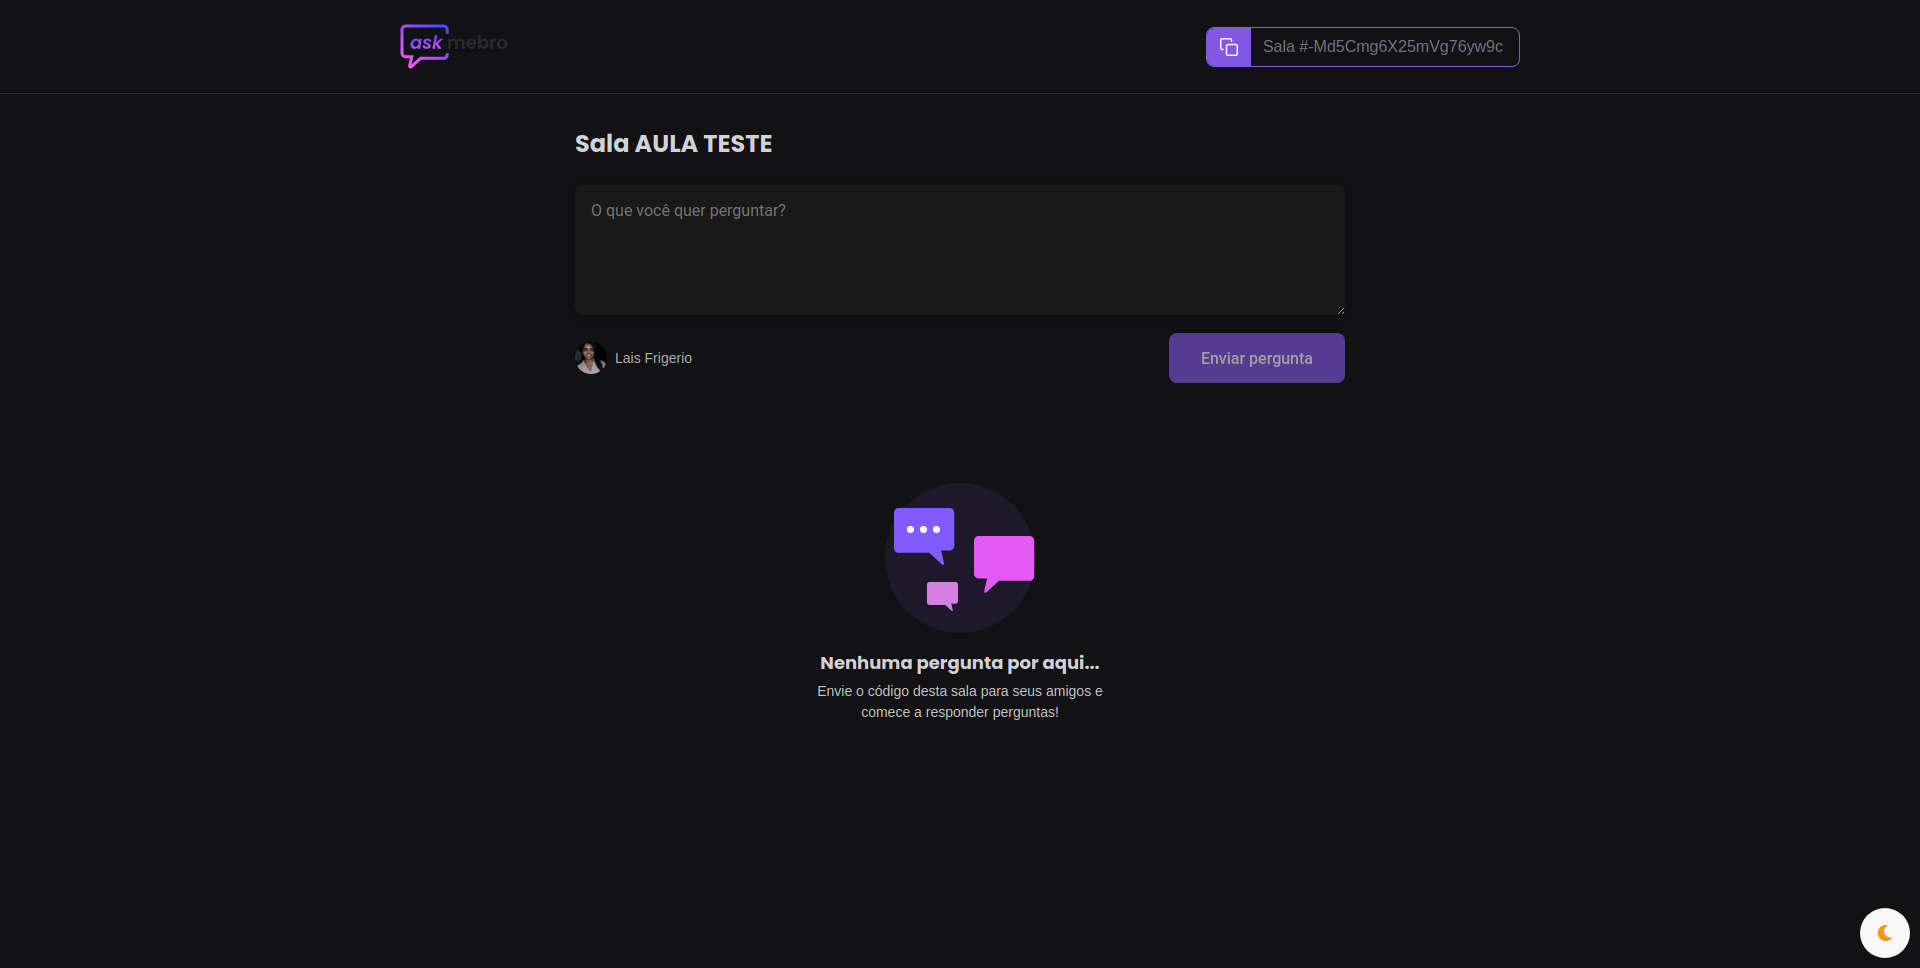 ask mebro
Sala #-Md5Cmg6X25mVg76yw9c
Sala AULA TESTE
O que você quer perguntar?
Lais Frigerio
Enviar pergunta
Nenhuma pergunta por aqui...
Envie o código desta sala para seus amigos e
comece a responder perguntas!